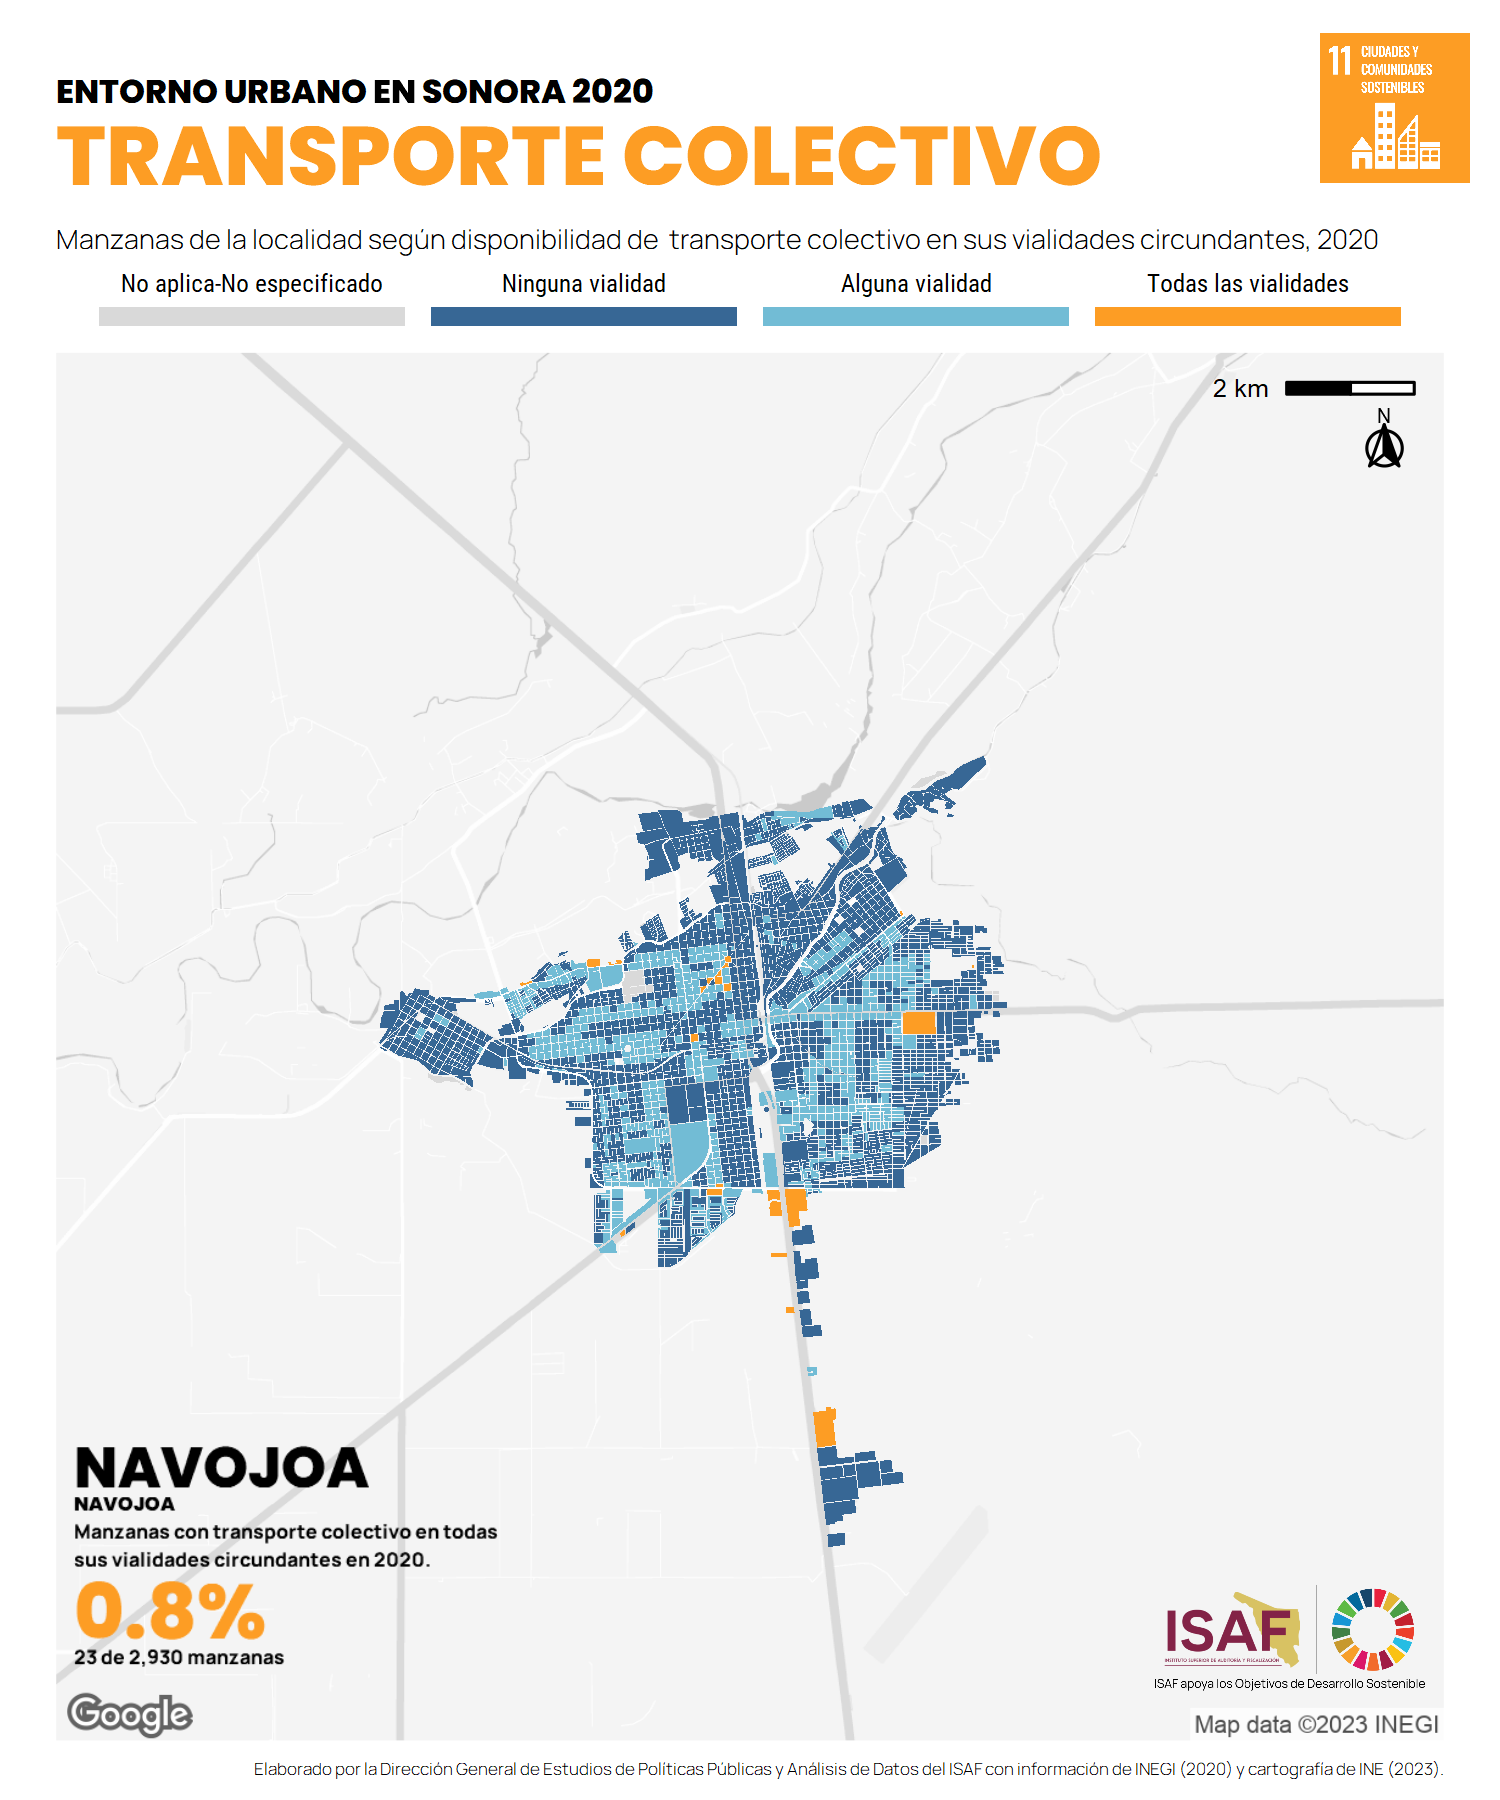 11 CIUDADES Y
COMUNIDADES
SOSTENIBLES
ENTORNO URBANO EN SONORA 2020
TRANSPORTE COLECTIVO
Manzanas de la localidad según disponibilidad de transporte colectivo en sus vialidades circundantes, 2020
No aplica-No especificado
Ninguna vialidad
Alguna vialidad
Todas las vialidades
2 km
N
NAVOJOA
NAVOJOA
Manzanas con transporte colectivo en todas
sus vialidades circundantes en 2020.
0.8%
23 de 2,930 manzanas
Google
ISAF
INSTITUTO SUPERIOR DE AUDITORÍA Y FISCALIZACIÓN
ISAF apoya los Objetivos de Desarrollo Sostenible
Map data ©2023 INEGI
Elaborado por la Dirección General de Estudios de Políticas Públicas y Análisis de Datos del ISAF con información de INEGI (2020) y cartografía de INE (2023).